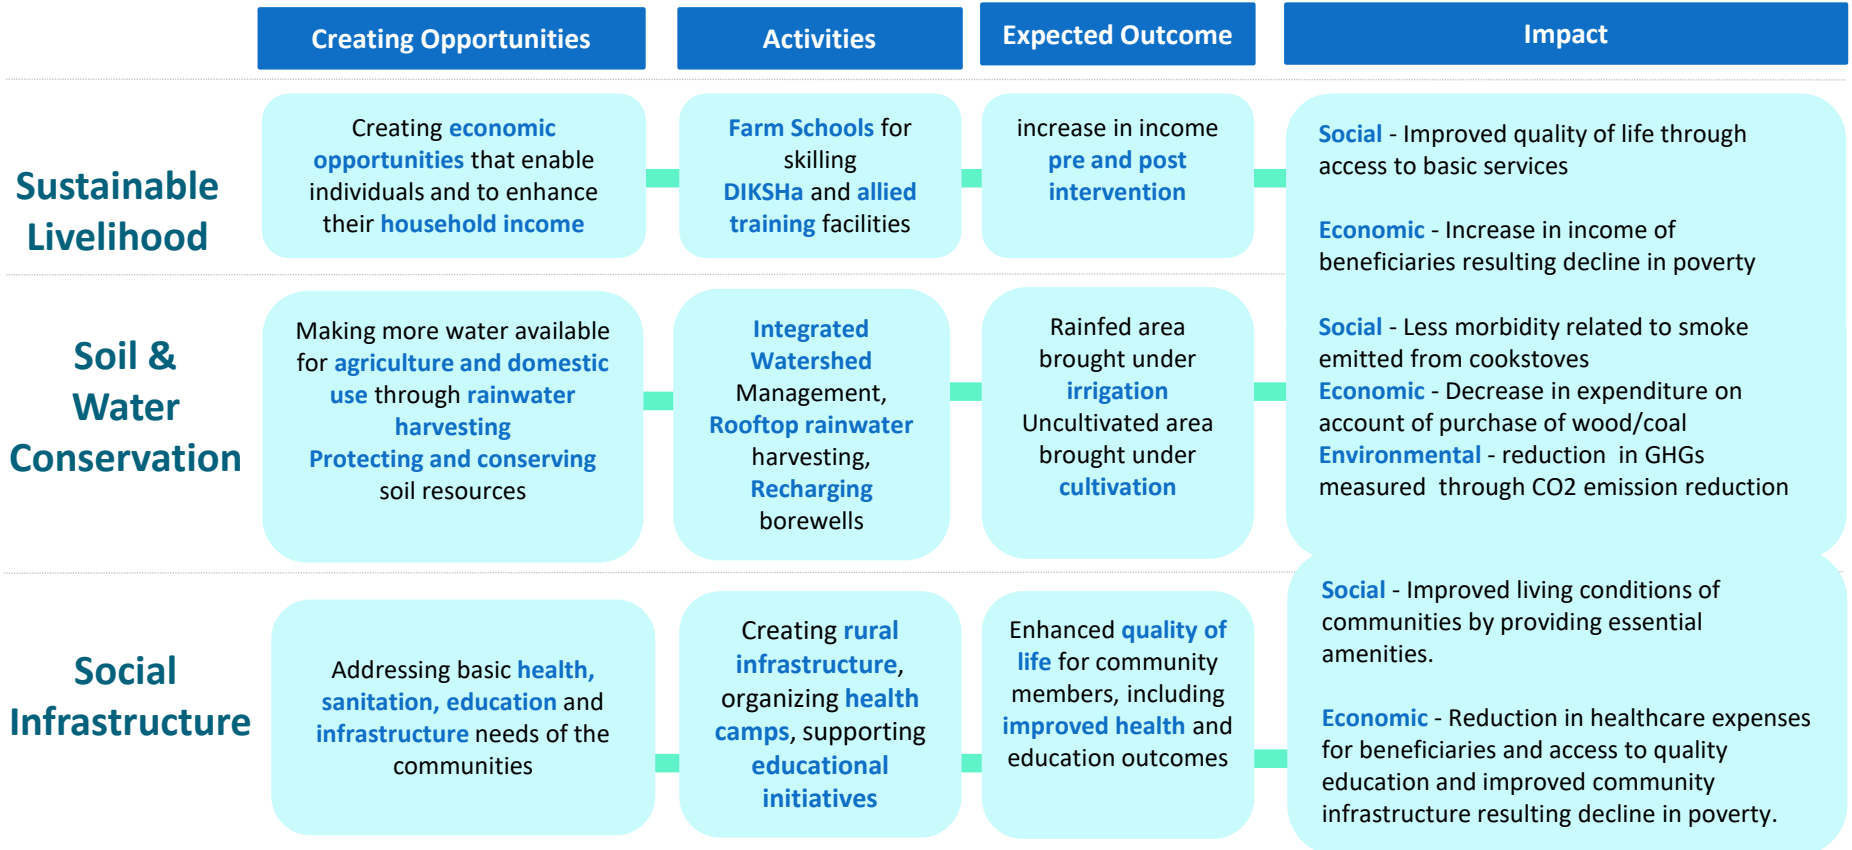 Creating Opportunities
Activities
Expected Outcome
Impact
Sustainable
Livelihood
Creating economic
opportunities that enable
individuals and to enhance
their household income
Farm Schools for
skilling
DIKSHa and allied
training facilities
increase in income
pre and post
intervention
Social - Improved quality of life through
access to basic services
Economic - Increase in income of
beneficiaries resulting decline in poverty
Soil &
Water
Conservation
Making more water available
for agriculture and domestic
use through rainwater
harvesting
Protecting and conserving
soil resources
Integrated
Watershed
Management,
Rooftop rainwater
harvesting,
Recharging
borewells
Rainfed area
brought under
irrigation
Uncultivated area
brought under
cultivation
Social - Less morbidity related to smoke
emitted from cookstoves
Economic - Decrease in expenditure on
account of purchase of wood/coal
Environmental - reduction in GHGs
measured through CO2 emission reduction
Social
Infrastructure
Addressing basic health,
sanitation, education and
infrastructure needs of the
communities
Creating rural
infrastructure,
organizing health
camps, supporting
educational
initiatives
Enhanced quality of
life for community
members, including
improved health and
education outcomes
Social - Improved living conditions of
communities by providing essential
amenities.
Economic - Reduction in healthcare expenses
for beneficiaries and access to quality
education and improved community
infrastructure resulting decline in poverty.